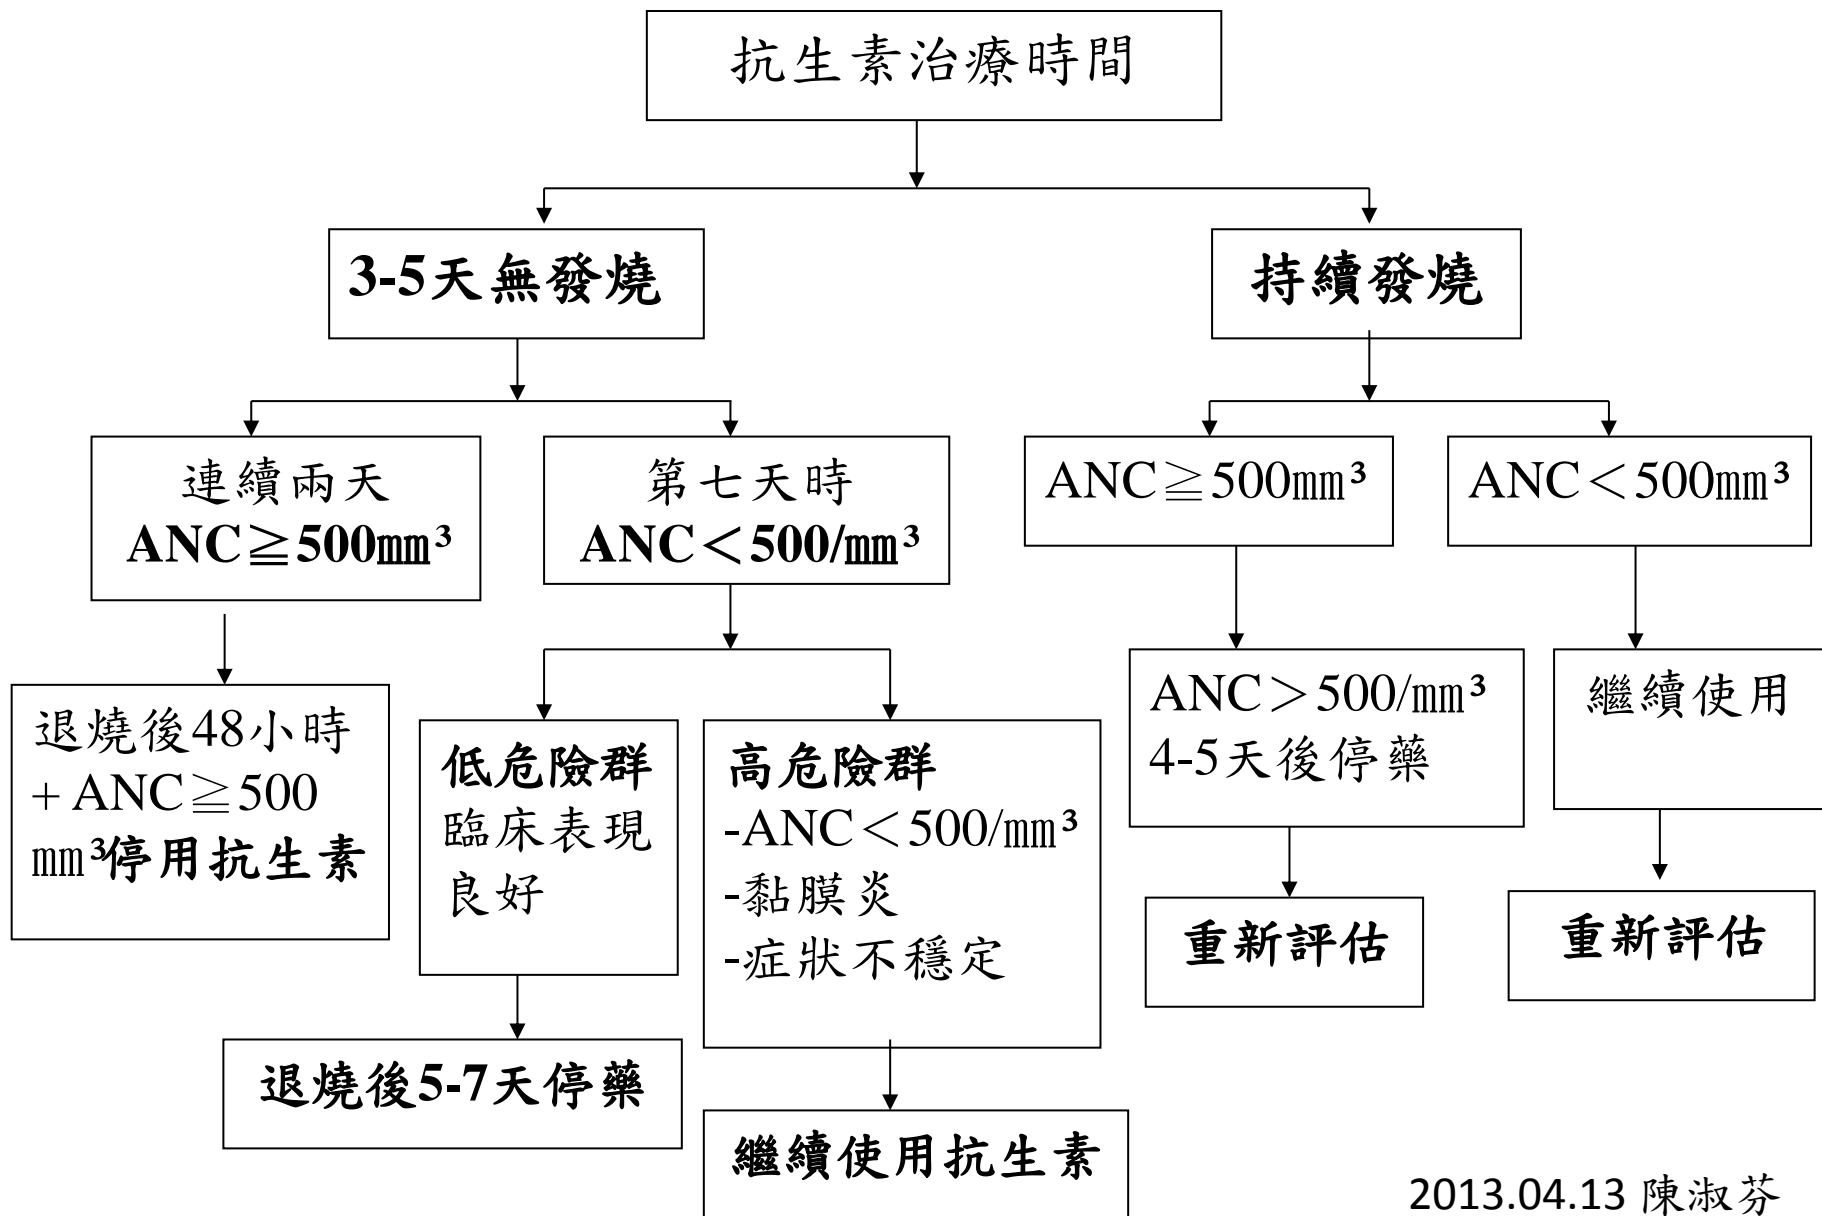 抗生素治療時間
3-5天無發燒
持續發燒
連續兩天
ANC≧500㎜³
第七天時
ANC＜500/㎜³
ANC≧500㎜³
ANC＜500㎜³
退燒後48小時
+ ANC≧500
㎜³停用抗生素
低危險群
臨床表現
良好
高危險群
-ANC＜500/㎜³
-黏膜炎
-症狀不穩定
ANC＞500/㎜³
4-5天後停藥
繼續使用
重新評估
重新評估
退燒後5-7天停藥
繼續使用抗生素
2013.04.13 陳淑芬